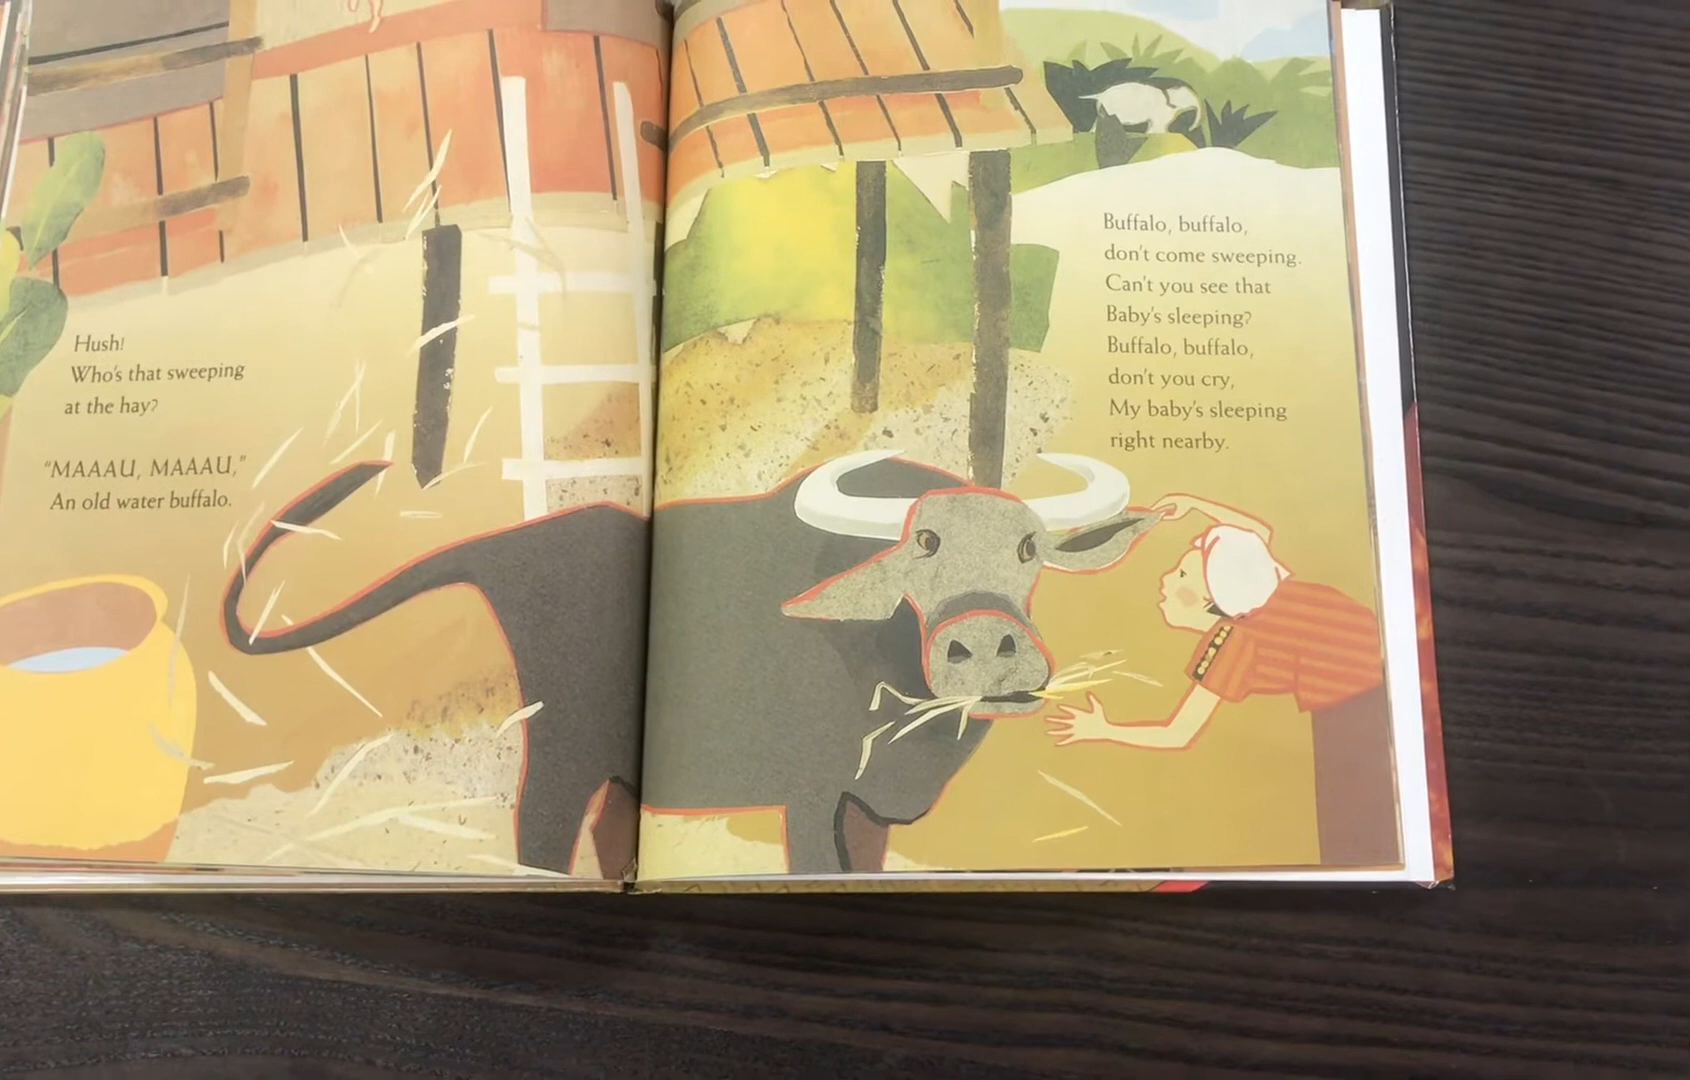 Hush!
Who's that sweeping
at the hay?
"MAAAU, MAAAU,"
An old water buffalo.
Buffalo, buffalo,
don't come sweeping.
Can't you see that
Baby's sleeping?
Buffalo, buffalo,
don't you cry,
My baby's sleeping
right nearby.